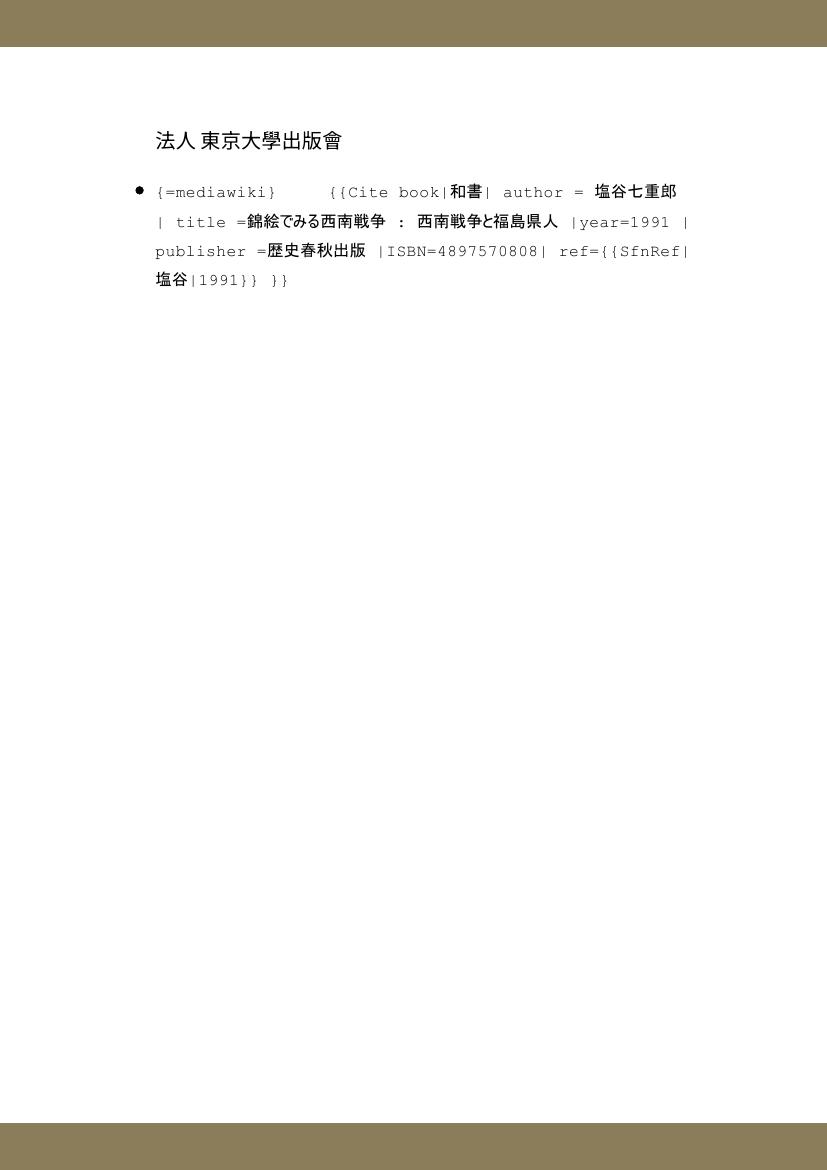 法人 東京大學出版會
● {=mediawiki} {{Cite book|和書| author = 塩谷七重郎
| title =錦絵でみる西南戦争 : 西南戦争と福島県人 |year=1991 |
publisher =歴史春秋出版 |ISBN=4897570808| ref={{SfnRef|
塩谷|1991}} }}